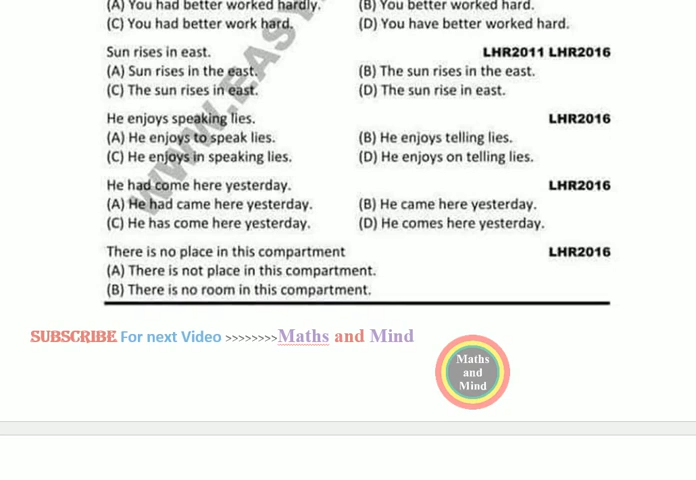 (A) You had better worked hardly. (B) You better worked hard.
(C) You had better work hard. (D) You have better worked hard.
Sun rises in east. LHR2011 LHR2016
(A) Sun rises in the east. (B) The sun rises in the east.
(C) The sun rises in east. (D) The sun rise in east.
He enjoys speaking lies. LHR2016
(A) He enjoys to speak lies. (B) He enjoys telling lies.
(C) He enjoys in speaking lies. (D) He enjoys on telling lies.
He had come here yesterday. LHR2016
(A) He had came here yesterday. (B) He came here yesterday.
(C) He has come here yesterday. (D) He comes here yesterday.
There is no place in this compartment LHR2016
(A) There is not place in this compartment.
(B) There is no room in this compartment.
WWW.EASY
SUBSCRIBE For next Video >>>>>>>>Maths and Mind
Maths
and
Mind